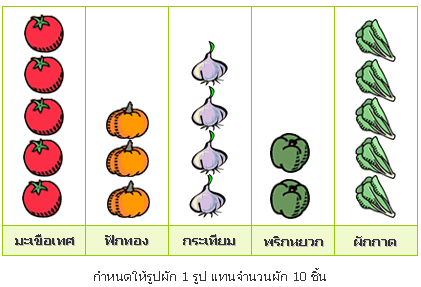 มะเขือเทศ ฟักทอง กระเทียม พริกหยวก ผักกาด
กำหนดให้รูปผัก 1 รูป แทนจำนวนผัก 10 ชิ้น